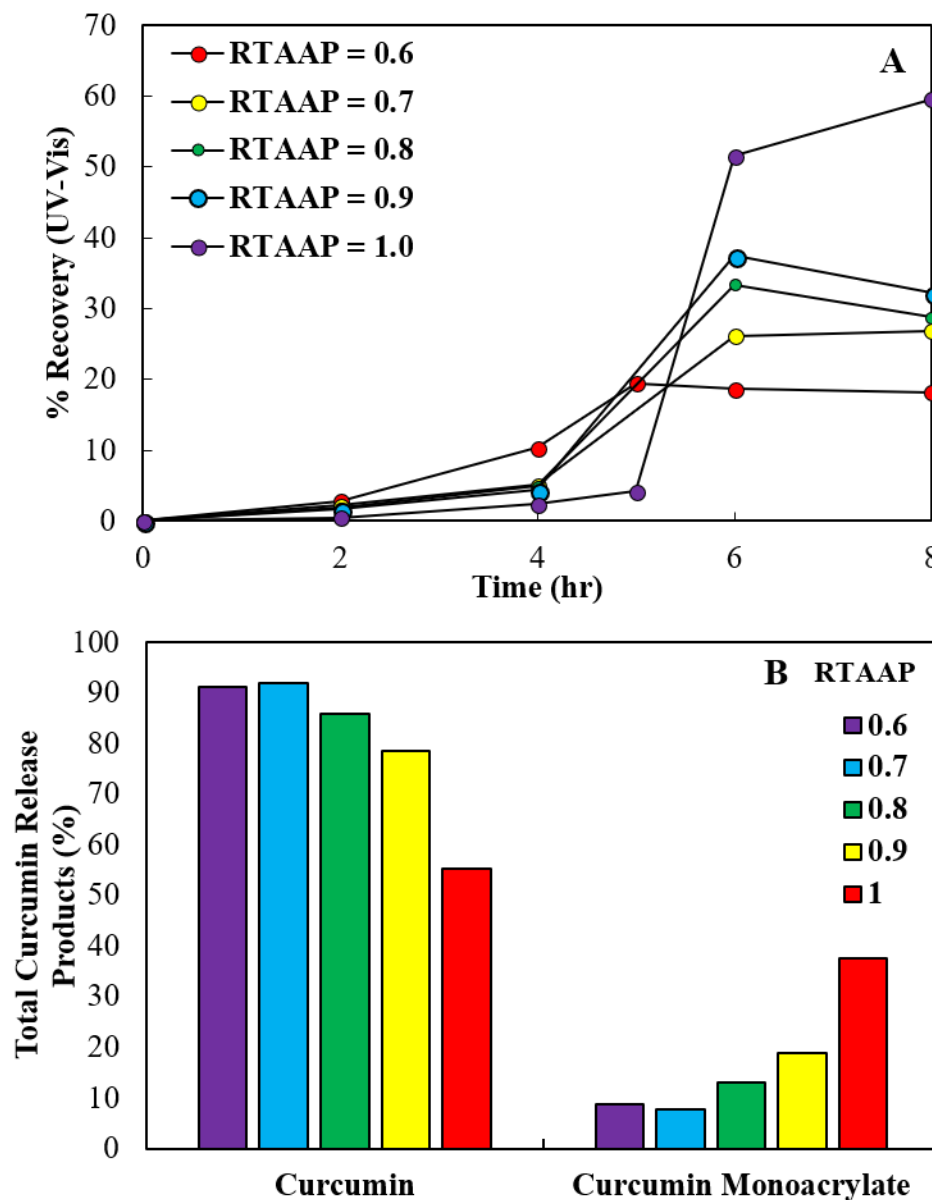 70
60
50
40
30
20
10
0
% Recovery (UV-Vis)
RTAAP = 0.6
RTAAP = 0.7
RTAAP = 0.8
RTAAP = 0.9
RTAAP = 1.0
A
0 2 4 6 8
Time (hr)
100
90
80
70
60
50
40
30
20
10
0
Total Curcumin Release
Products (%)
B RTAAP
0.6
0.7
0.8
0.9
1
Curcumin Curcumin Monoacrylate